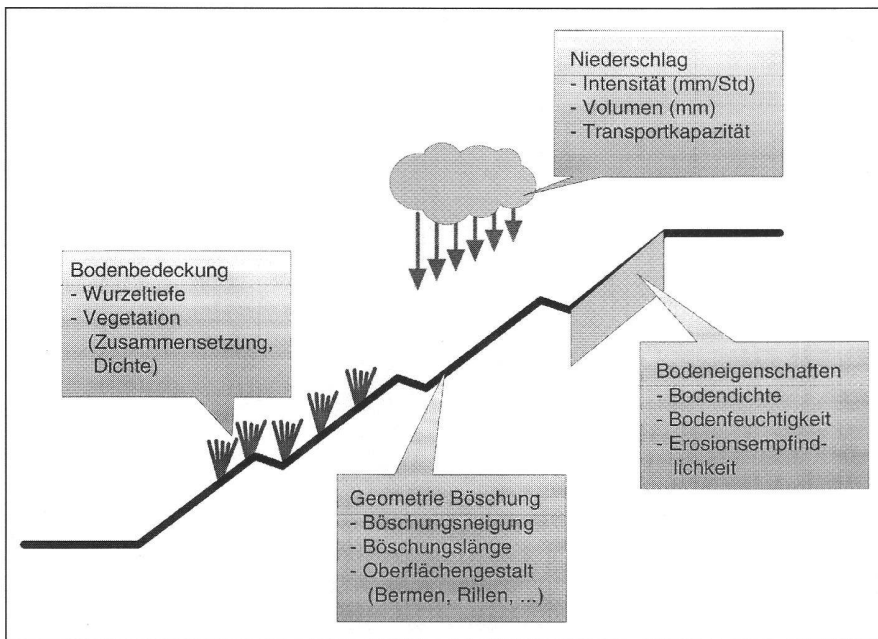 Niederschlag
- Intensität (mm/Std)
- Volumen (mm)
- Transportkapazität
Bodenbedeckung
- Wurzeltiefe
- Vegetation
(Zusammensetzung,
Dichte)
Bodeneigenschaften
- Bodendichte
- Bodenfeuchtigkeit
- Erosionsempfind-
lichkeit
Geometrie Böschung
- Böschungsneigung
- Böschungslänge
- Oberflächengestalt
(Bermen, Rillen, ...)